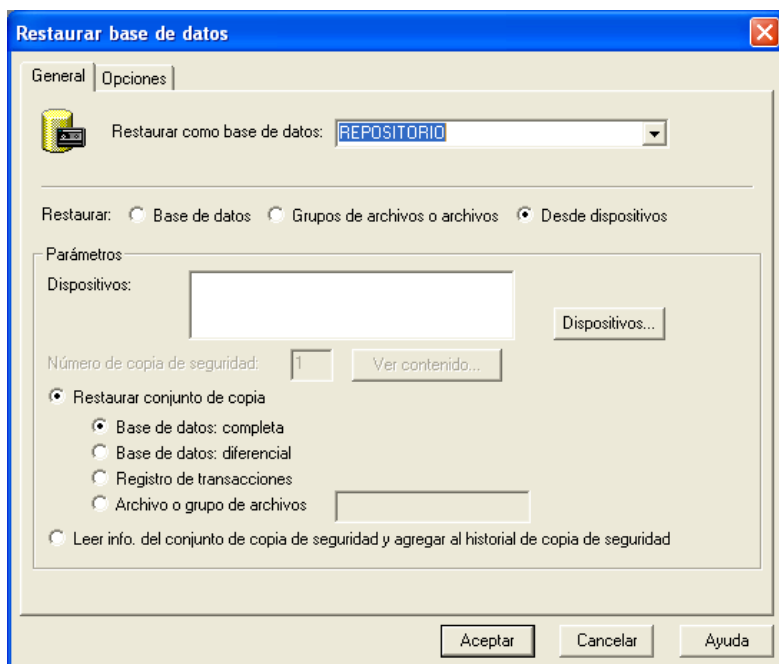 Restaurar base de datos
General Opciones
Restaurar como base de datos: REPOSITORIO
Restaurar: Base de datos Grupos de archivos o archivos Desde dispositivos
Parámetros
Dispositivos:
Dispositivos...
Número de copia de seguridad: 1 Ver contenido...
Restaurar conjunto de copia
Base de datos: completa
Base de datos: diferencial
Registro de transacciones
Archivo o grupo de archivos
Leer info. del conjunto de copia de seguridad y agregar al historial de copia de seguridad
Aceptar Cancelar Ayuda